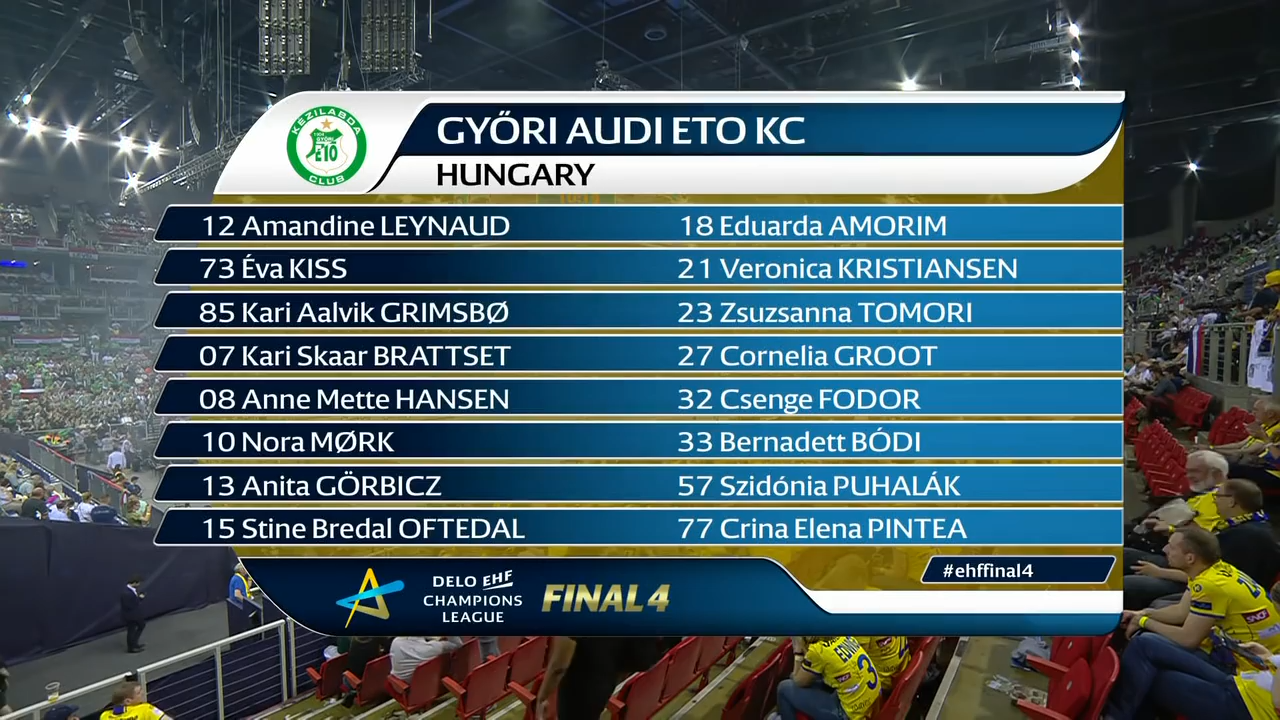 KÉZILABDA
GYŐRI
ETO
CLUB
GYŐRI AUDI ETO KC
HUNGARY
12 Amandine LEYNAUD
73 Éva KISS
85 Kari Aalvik GRIMSBØ
07 Kari Skaar BRATTSET
08 Anne Mette HANSEN
10 Nora MØRK
13 Anita GÖRBICZ
15 Stine Bredal OFTEDAL
18 Eduarda AMORIM
21 Veronica KRISTIANSEN
23 Zsuzsanna TOMORI
27 Cornelia GROOT
32 Csenge FODOR
33 Bernadett BÓDI
57 Szidónia PUHALÁK
77 Crina Elena PINTEA
DELO EHF
CHAMPIONS
LEAGUE
FINAL4
#ehffinal4